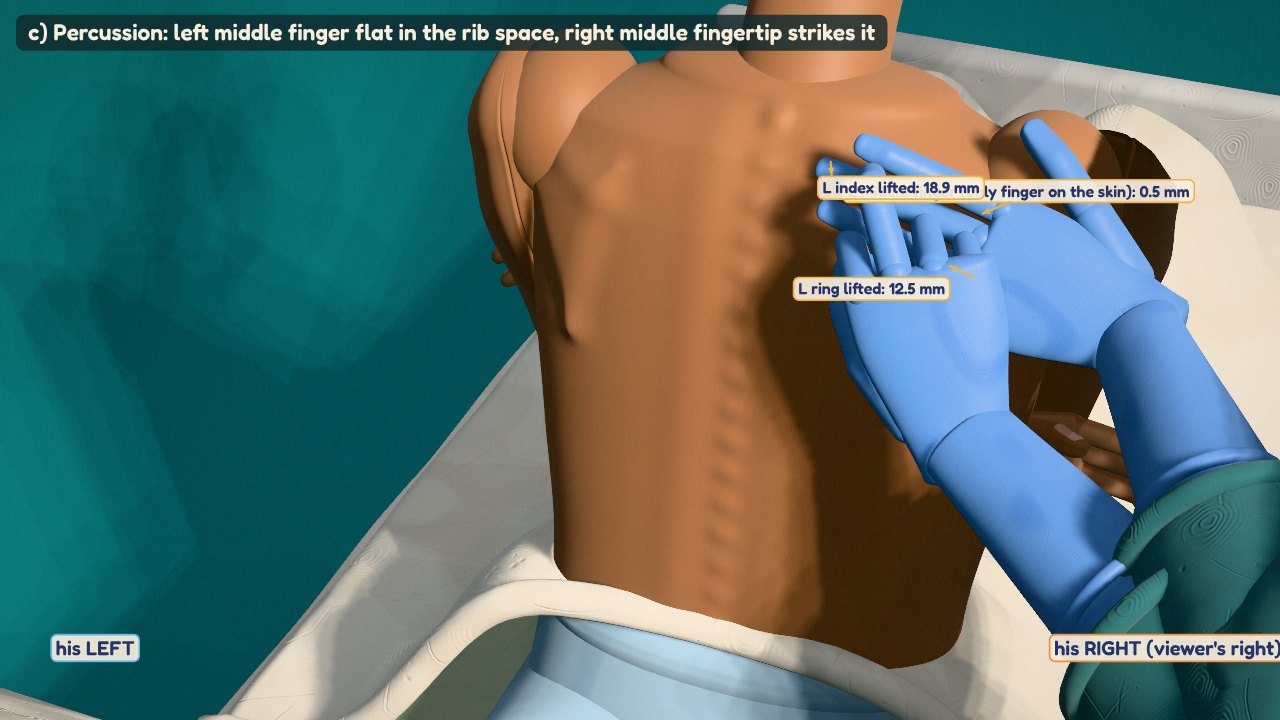 c) Percussion: left middle finger flat in the rib space, right middle fingertip strikes it
L index lifted: 18.9 mm
finger on the skin): 0.5 mm
L ring lifted: 12.5 mm
his LEFT
his RIGHT (viewer's right)